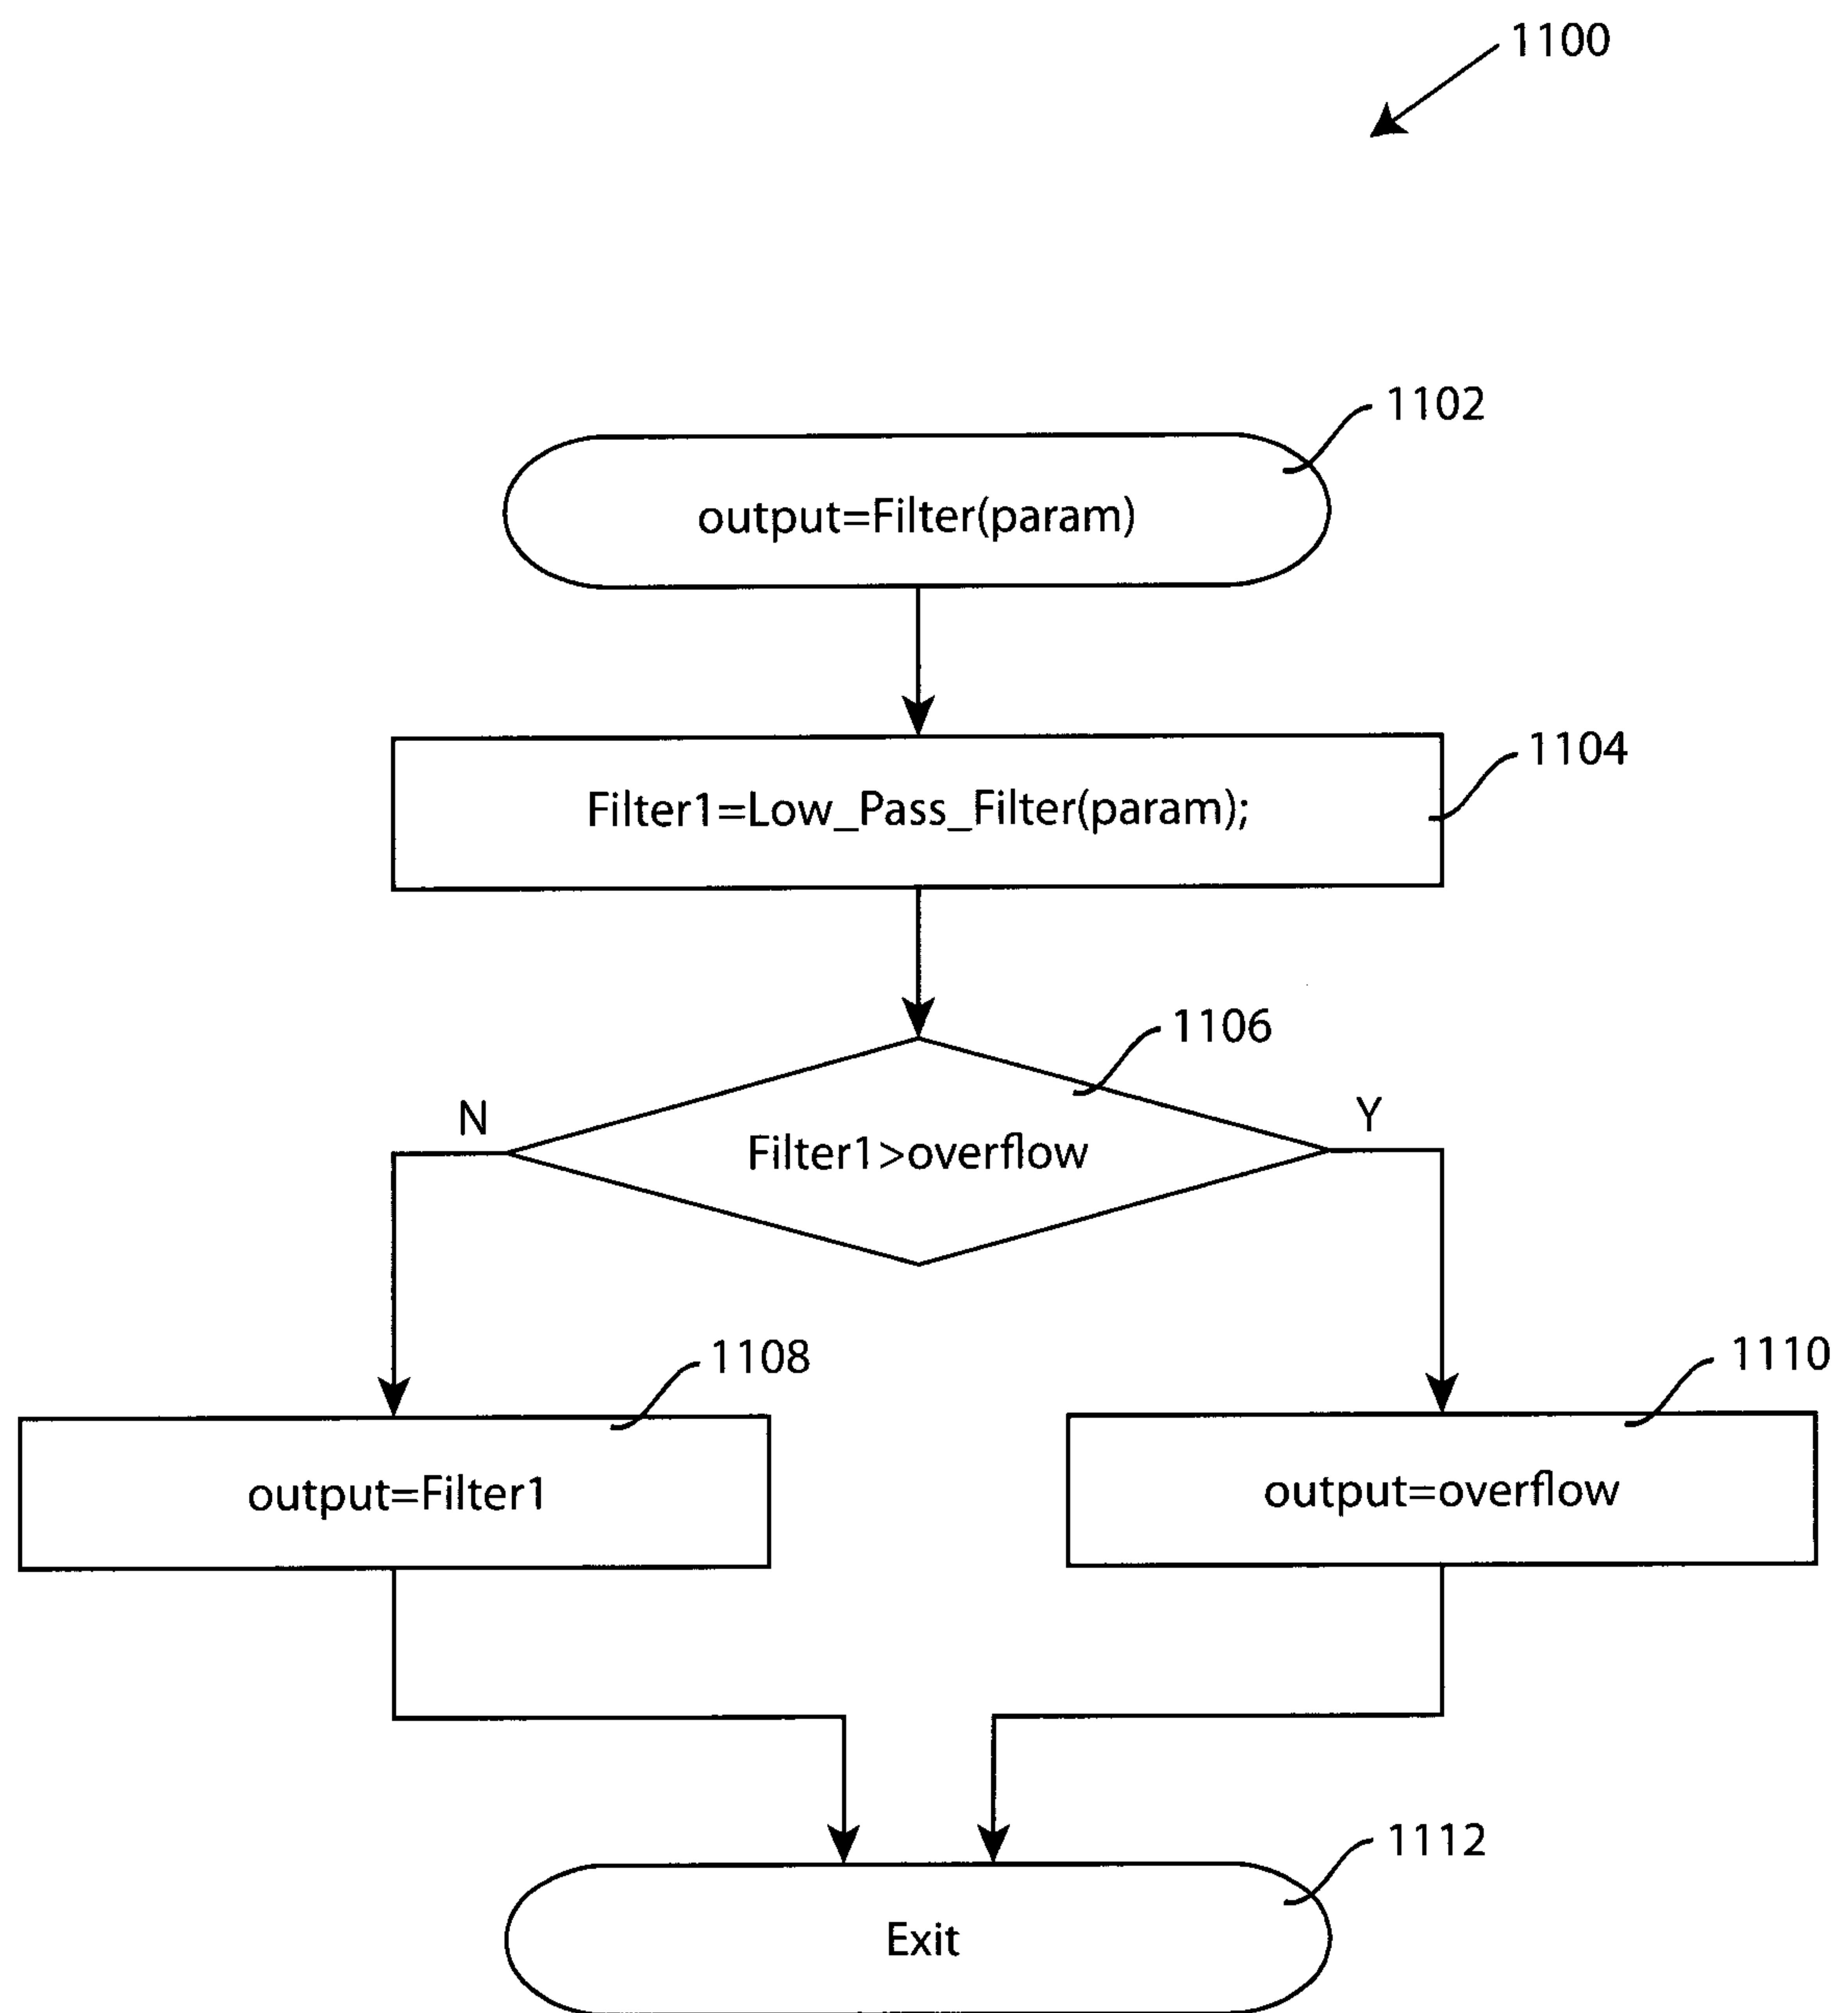 1100
1102
output=Filter(param)
1104
Filter1=Low_Pass_Filter(param);
1106
N
Y
Filter1>overflow
1108
1110
output=Filter1
output=overflow
1112
Exit